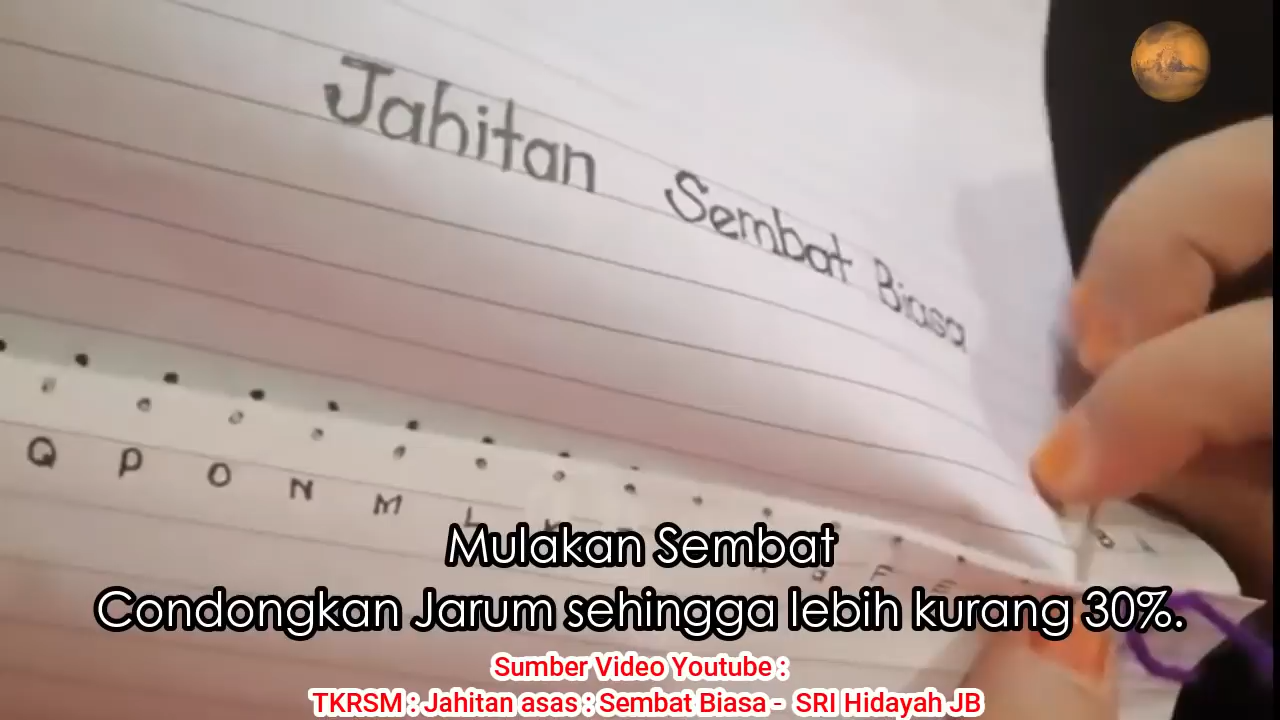 Jahitan Sembat Biasa
Q P O N M L F E
Mulakan Sembat
Condongkan Jarum sehingga lebih kurang 30%.
Sumber Video Youtube :
TKRSM : Jahitan asas : Sembat Biasa - SRI Hidayah JB